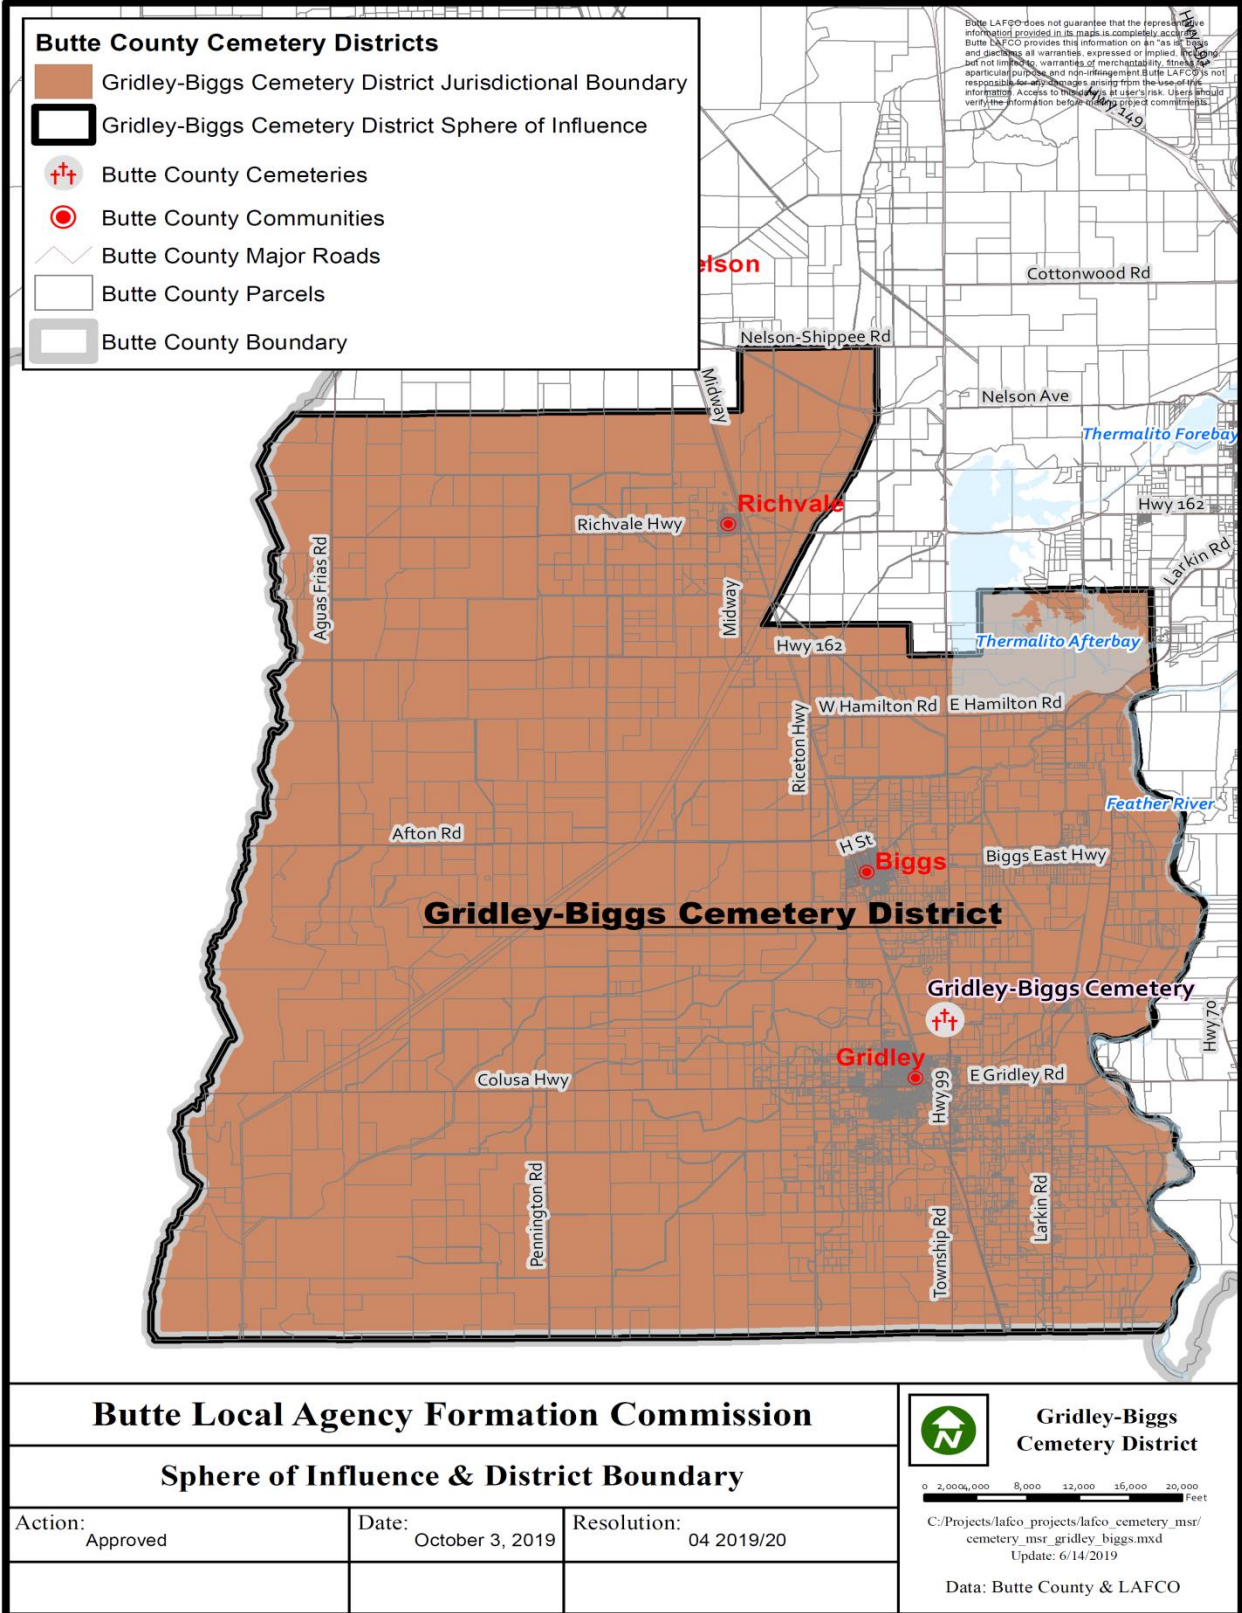 Butte County Cemetery Districts
Gridley-Biggs Cemetery District Jurisdictional Boundary
Gridley-Biggs Cemetery District Sphere of Influence
Butte County Cemeteries
Butte County Communities
Butte County Major Roads
Butte County Parcels
Butte County Boundary
Butte LAFCO does not guarantee that the representative
information provided in its maps is completely accurate.
Butte LAFCO provides this information on an "as is" basis
and disclaims all warranties, expressed or implied, including,
but not limited to, warranties of merchantability, fitness for
aparticular purpose and non-infringement.Butte LAFCO is not
responsible for any damages arising from the use of this
information. Access to this data is at user's risk. Users should
verify the information before making project commitments.
Hwy 149
elson
Cottonwood Rd
Nelson-Shippee Rd
Midway
Nelson Ave
Thermalito Forebay
Richvale
Hwy 162
Richvale Hwy
Larkin Rd
Aguas Frias Rd
Midway
Hwy 162
Thermalito Afterbay
W Hamilton Rd
E Hamilton Rd
Riceton Hwy
Feather River
Afton Rd
H St
Biggs
Biggs East Hwy
Gridley-Biggs Cemetery District
Gridley-Biggs Cemetery
Hwy 70
Gridley
Colusa Hwy
E Gridley Rd
Hwy 99
Pennington Rd
Township Rd
Larkin Rd
Butte Local Agency Formation Commission
Sphere of Influence & District Boundary
Action:
Approved
Date:
October 3, 2019
Resolution:
04 2019/20
N
Gridley-Biggs
Cemetery District
0 2,0004,000 8,000 12,000 16,000 20,000
Feet
C:/Projects/lafco_projects/lafco_cemetery_msr/
cemetery_msr_gridley_biggs.mxd
Update: 6/14/2019
Data: Butte County & LAFCO